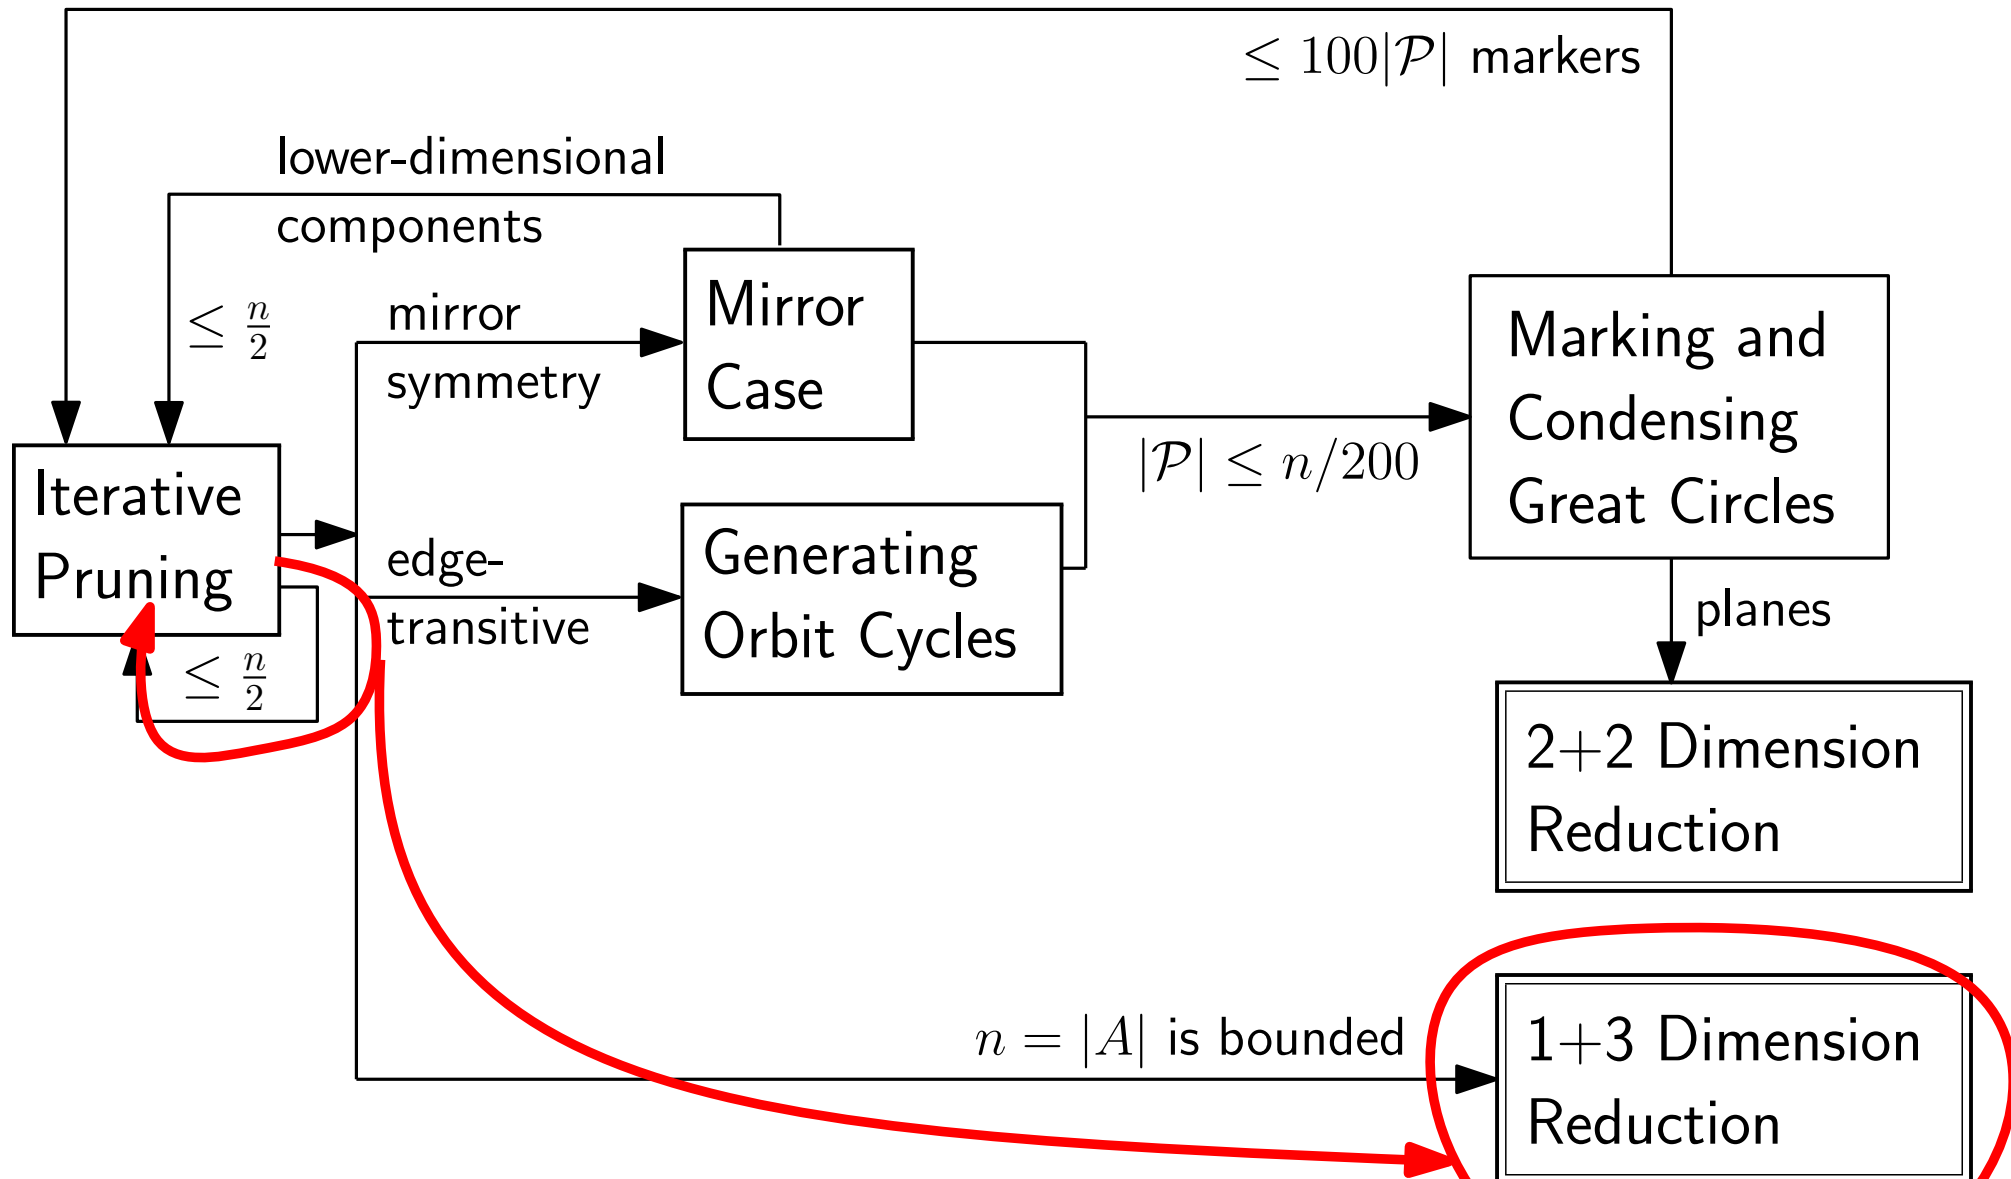 ≤ 100|𝒫| markers
lower-dimensional
components
≤ n/2
mirror
symmetry
Mirror
Case
Marking and
Condensing
Great Circles
|𝒫| ≤ n/200
Iterative
Pruning
≤ n/2
edge-
transitive
Generating
Orbit Cycles
planes
2+2 Dimension
Reduction
n = |A| is bounded
1+3 Dimension
Reduction